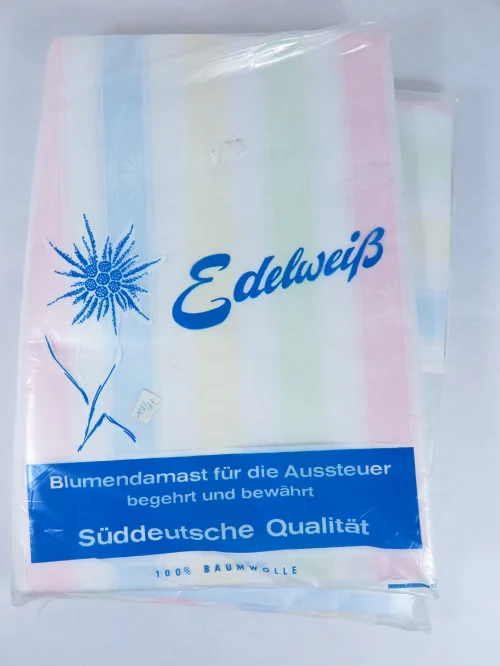 Edelweiß
Blumendamast für die Aussteuer
begehrt und bewährt
Süddeutsche Qualität
100% BAUMWOLLE